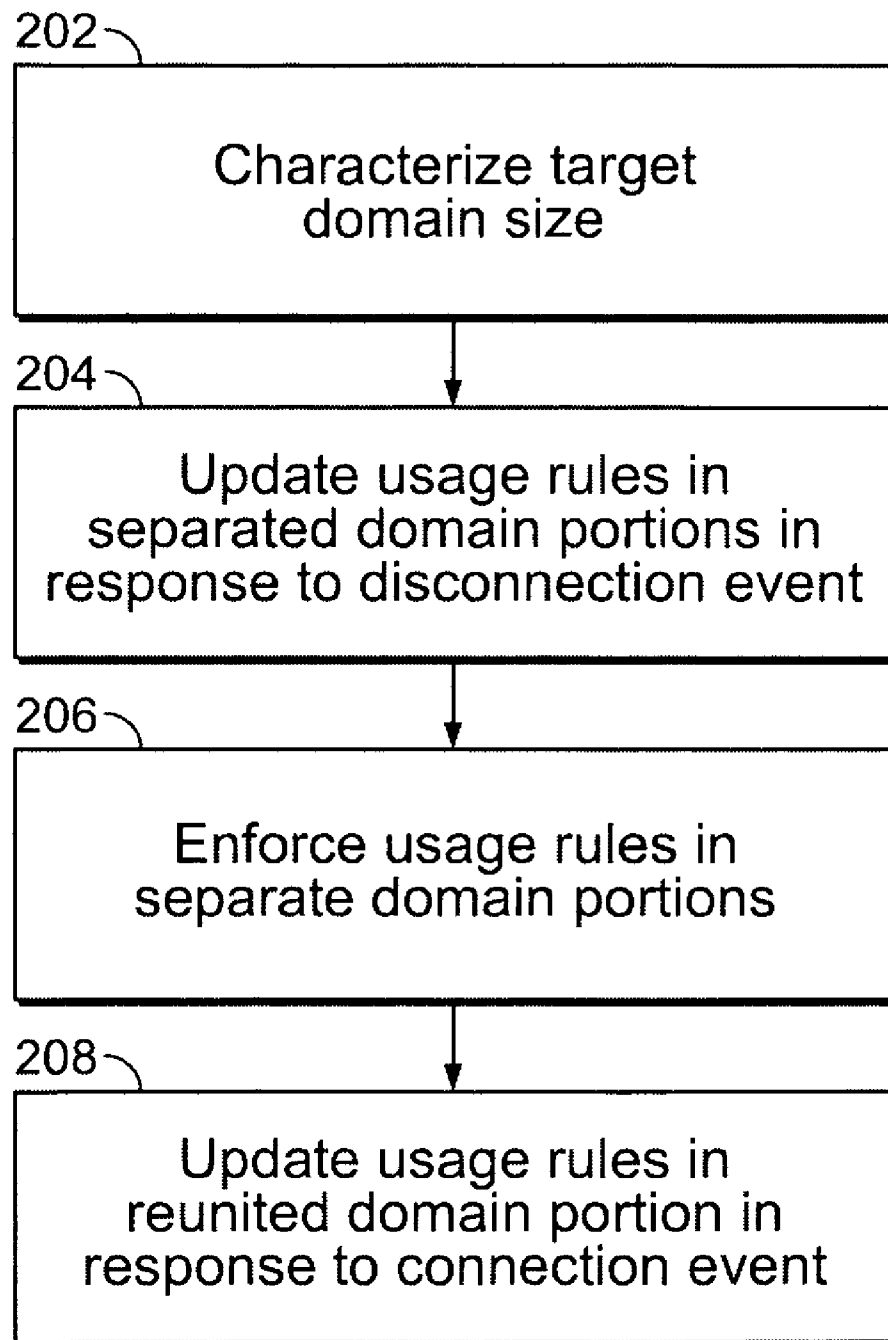 202
Characterize target
domain size
204
Update usage rules in
separated domain portions in
response to disconnection event
206
Enforce usage rules in
separate domain portions
208
Update usage rules in
reunited domain portion in
response to connection event